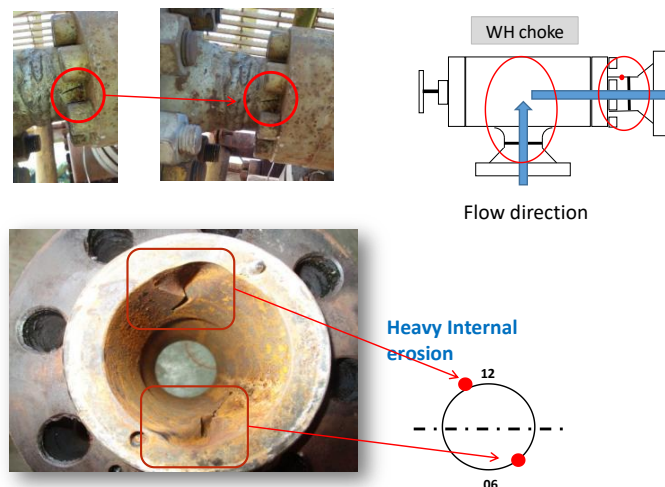 WH choke
Flow direction
Heavy Internal
erosion
12
06